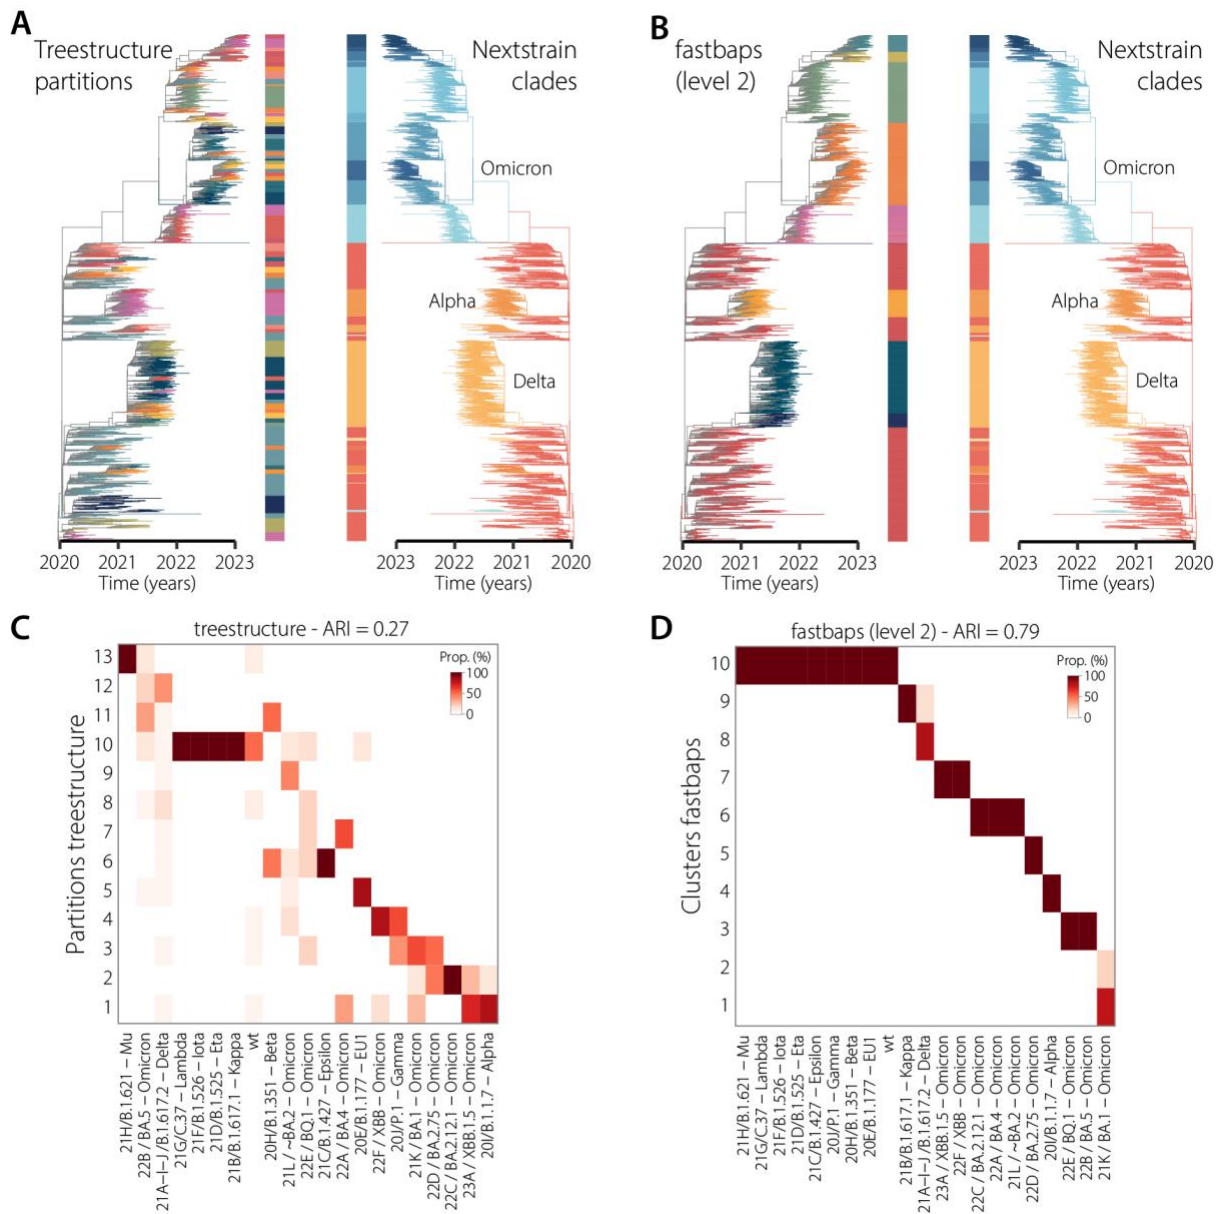 A
Treestructure
partitions
Nextstrain
clades
Omicron
Alpha
Delta
2020 2021 2022 2023
Time (years)
2023 2022 2021 2020
Time (years)
B
fastbaps
(level 2)
Nextstrain
clades
Omicron
Alpha
Delta
2020 2021 2022 2023
Time (years)
2023 2022 2021 2020
Time (years)
C
treestructure - ARI = 0.27
Prop. (%)
100
50
0
Partitions treestructure
13
12
11
10
9
8
7
6
5
4
3
2
1
21H/B.1.621 – Mu
22B / BA.5 – Omicron
21A–I–J /B.1.617.2 – Delta
21G/C.37 – Lambda
21F/B.1.526 – Iota
21D/B.1.525 – Eta
21B/B.1.617.1 – Kappa
wt
20H/B.1.351 – Beta
21L / ~BA.2 – Omicron
22E / BQ.1 – Omicron
21C/B.1.427 – Epsilon
22A / BA.4 – Omicron
20E/B.1.177 – EU1
22F / XBB – Omicron
20J/P.1 – Gamma
21K / BA.1 – Omicron
22D / BA.2.75 – Omicron
22C / BA.2.12.1 – Omicron
23A / XBB.1.5 – Omicron
20I/B.1.1.7 – Alpha
D
fastbaps (level 2) - ARI = 0.79
Prop. (%)
100
50
0
Clusters fastbaps
10
9
8
7
6
5
4
3
2
1
21H/B.1.621 – Mu
21G/C.37 – Lambda
21F/B.1.526 – Iota
21D/B.1.525 – Eta
21C/B.1.427 – Epsilon
20J/P.1 – Gamma
20H/B.1.351 – Beta
20E/B.1.177 – EU1
wt
21B/B.1.617.1 – Kappa
21A–I–J/B.1.617.2 – Delta
23A / XBB.1.5 – Omicron
22F / XBB – Omicron
22C / BA.2.12.1 – Omicron
22A / BA.4 – Omicron
21L / ~BA.2 – Omicron
22D / BA.2.75 – Omicron
20I/B.1.1.7 – Alpha
22E / BQ.1 – Omicron
22B / BA.5 – Omicron
21K / BA.1 – Omicron